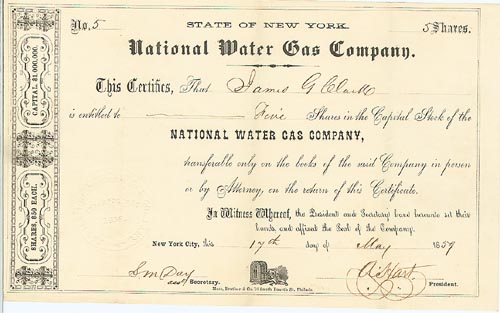 No. 5 STATE OF NEW YORK. 5 Shares.
National Water Gas Company.
This Certifies, That James G Clark
is entitled to Five Shares in the Capital Stock of the
NATIONAL WATER GAS COMPANY,
transferable only on the books of the said Company in person
or by Attorney, on the return of this Certificate.
In Witness Whereof, the President and Secretary have hereunto set their
hands, and affixed the Seal of the Company.
New York City, this 17th day of May 1859
S.M. Day A. Hart
asst Secretary. President.
CAPITAL, $1,000,000.
SHARES, $50 EACH.